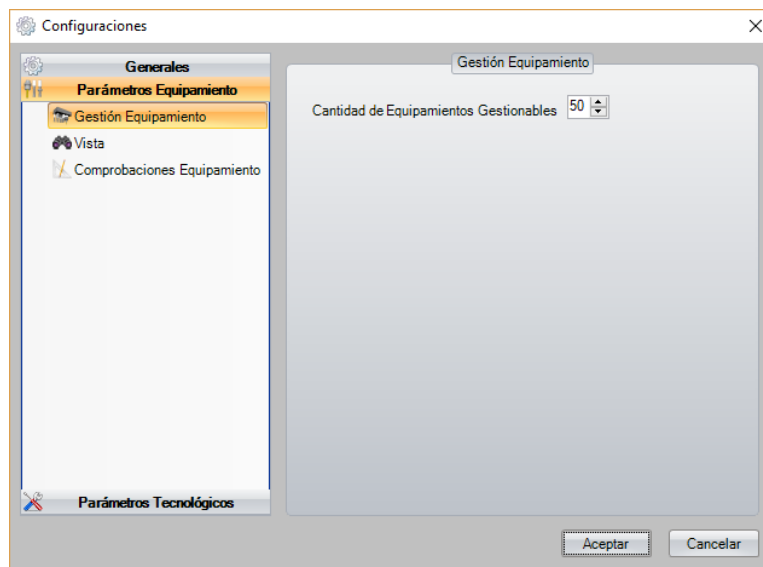 Configuraciones
Generales
Parámetros Equipamiento
Gestión Equipamiento
Vista
Comprobaciones Equipamiento
Parámetros Tecnológicos
Gestión Equipamiento
Cantidad de Equipamientos Gestionables 50
Aceptar Cancelar